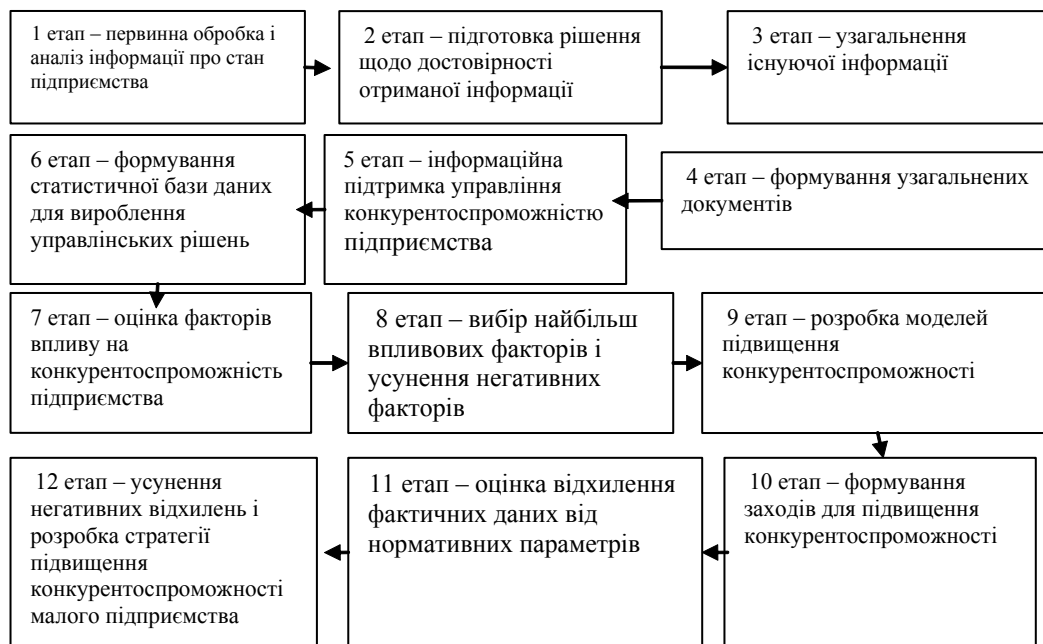 1 етап – первинна обробка і
аналіз інформації про стан
підприємства
2 етап – підготовка рішення
щодо достовірності
отриманої інформації
3 етап – узагальнення
існуючої інформації
6 етап – формування
статистичної бази даних
для вироблення
управлінських рішень
5 етап – інформаційна
підтримка управління
конкурентоспроможністю
підприємства
4 етап – формування узагальнених
документів
7 етап – оцінка факторів
впливу на
конкурентоспроможність
підприємства
8 етап – вибір найбільш
впливових факторів і
усунення негативних
факторів
9 етап – розробка моделей
підвищення
конкурентоспроможності
12 етап – усунення
негативних відхилень і
розробка стратегії
підвищення
конкурентоспроможності
малого підприємства
11 етап – оцінка відхилення
фактичних даних від
нормативних параметрів
10 етап – формування
заходів для підвищення
конкурентоспроможності